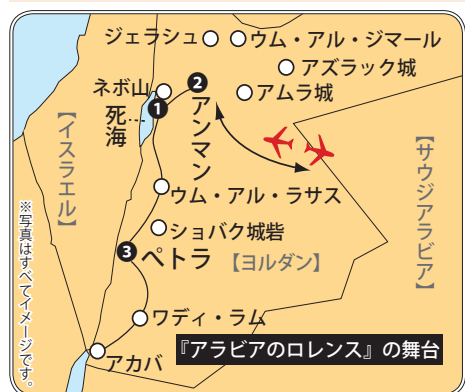 ジェラシュ
ウム・アル・ジマール
アズラック城
ネボ山
❷
アムラ城
❶
死海
アンマン
【イスラエル】
【サウジアラビア】
ウム・アル・ラサス
ショバク城砦
❸ペトラ
【ヨルダン】
ワディ・ラム
『アラビアのロレンス』の舞台
アカバ
※写真はすべてイメージです。